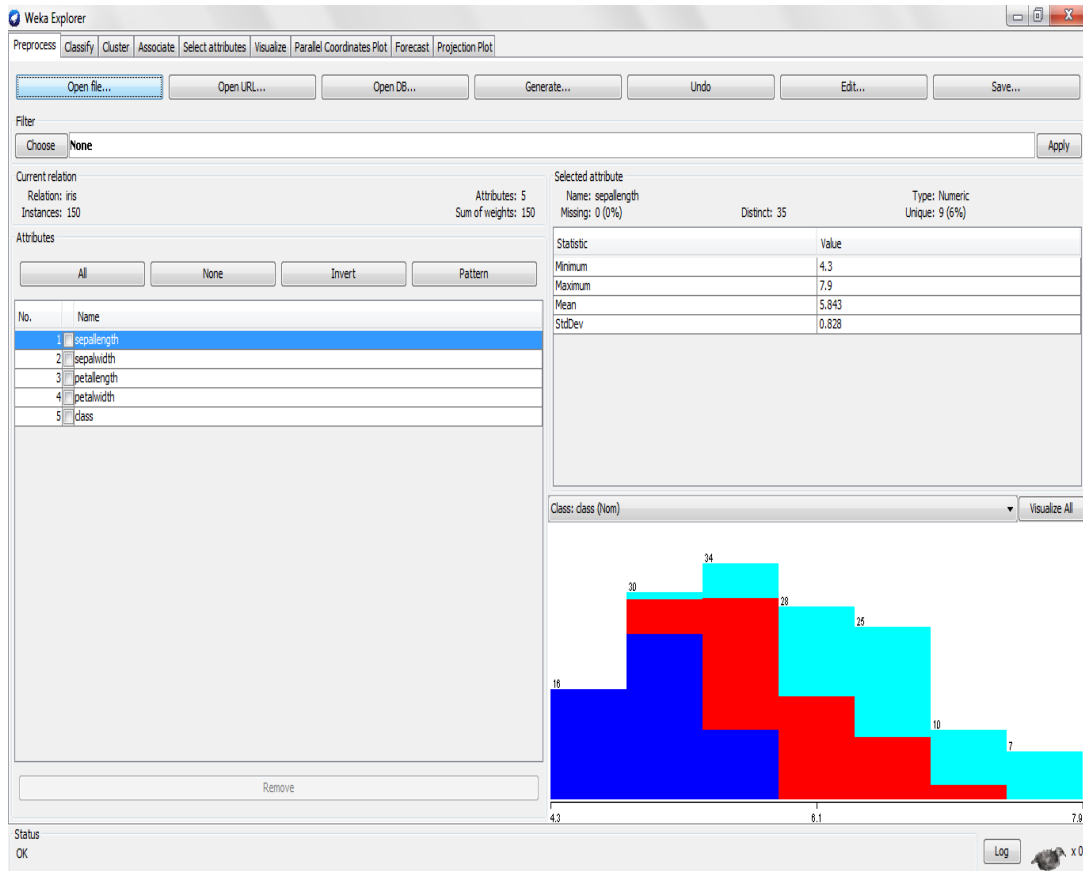 Weka Explorer
Preprocess Classify Cluster Associate Select attributes Visualize Parallel Coordinates Plot Forecast Projection Plot
Open file... Open URL... Open DB... Generate... Undo Edit... Save...
Filter
Choose None Apply
Current relation
Relation: iris Attributes: 5
Instances: 150 Sum of weights: 150
Selected attribute
Name: sepallength Type: Numeric
Missing: 0 (0%) Distinct: 35 Unique: 9 (6%)
Attributes
All None Invert Pattern
No. Name
1 sepallength
2 sepalwidth
3 petallength
4 petalwidth
5 class
Remove
Statistic Value
Minimum 4.3
Maximum 7.9
Mean 5.843
StdDev 0.828
Class: class (Nom) Visualize All
16 30 34 28 25 10 7
4.3 6.1 7.9
Status
OK
Log x 0